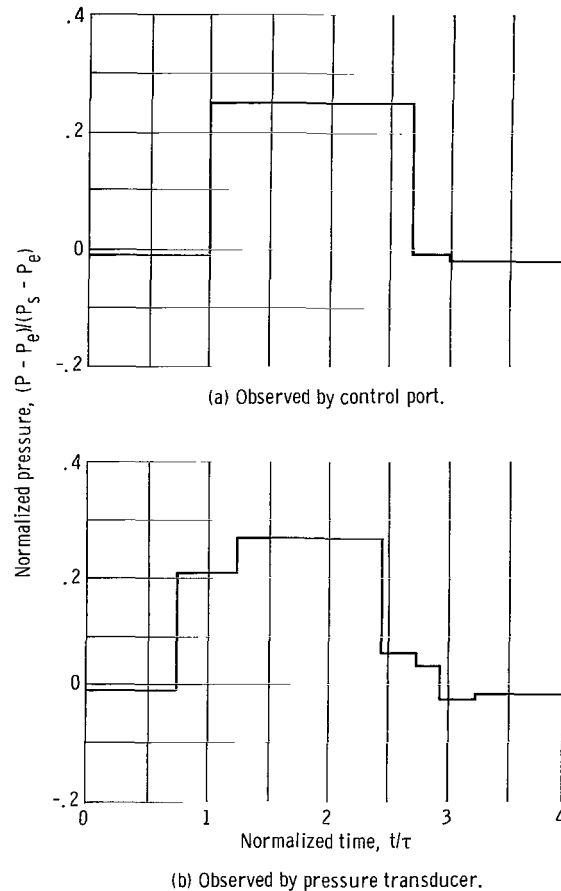 .4
.2
0
-.2
(a) Observed by control port.
Normalized pressure, (P - Pe)/(Ps - Pe)
.4
.2
0
-.2
0 1 2 3 4
Normalized time, t/τ
(b) Observed by pressure transducer.